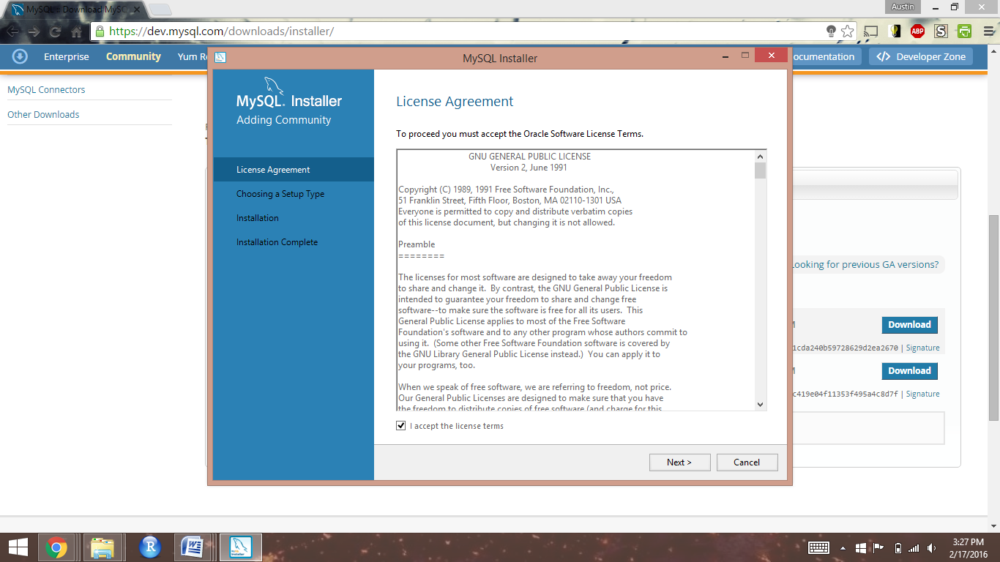 MySQL :: Download MySQ
Austin
https://dev.mysql.com/downloads/installer/
ABP
S
Enterprise
Community
Yum R
ocumentation
</> Developer Zone
MySQL Connectors
Other Downloads
MySQL Installer
MySQL. Installer
Adding Community
License Agreement
Choosing a Setup Type
Installation
Installation Complete
License Agreement
To proceed you must accept the Oracle Software License Terms.
GNU GENERAL PUBLIC LICENSE
Version 2, June 1991
Copyright (C) 1989, 1991 Free Software Foundation, Inc.,
51 Franklin Street, Fifth Floor, Boston, MA 02110-1301 USA
Everyone is permitted to copy and distribute verbatim copies
of this license document, but changing it is not allowed.
Preamble
========
The licenses for most software are designed to take away your freedom
to share and change it.  By contrast, the GNU General Public License is
intended to guarantee your freedom to share and change free
software--to make sure the software is free for all its users.  This
General Public License applies to most of the Free Software
Foundation's software and to any other program whose authors commit to
using it.  (Some other Free Software Foundation software is covered by
the GNU Library General Public License instead.)  You can apply it to
your programs, too.
When we speak of free software, we are referring to freedom, not price.
Our General Public Licenses are designed to make sure that you have
the freedom to distribute copies of free software (and charge for this
I accept the license terms
Next >
Cancel
Looking for previous GA versions?
M
Download
1cda240b59728629d2ea2670 | Signature
M
Download
c419e04f11353f495a4c8d7f | Signature
R
W
MySQL
Installer
3:27 PM
2/17/2016